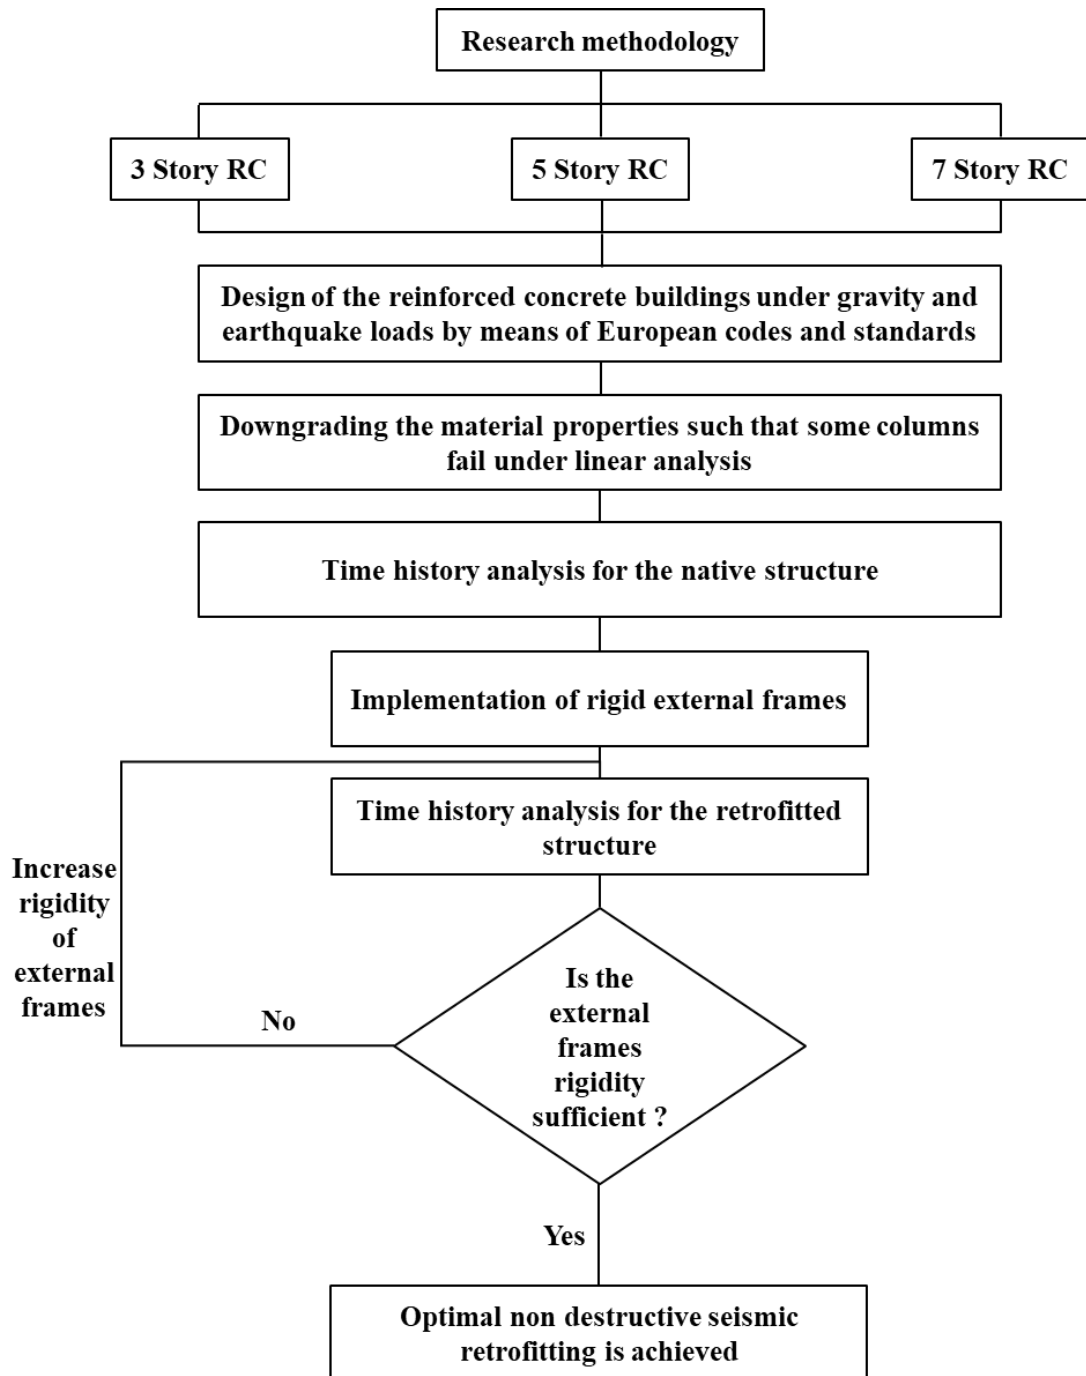 Research methodology
3 Story RC
5 Story RC
7 Story RC
Design of the reinforced concrete buildings under gravity and
earthquake loads by means of European codes and standards
Downgrading the material properties such that some columns
fail under linear analysis
Time history analysis for the native structure
Implementation of rigid external frames
Time history analysis for the retrofitted
structure
Increase
rigidity
of
external
frames
No
Is the
external
frames
rigidity
sufficient ?
Yes
Optimal non destructive seismic
retrofitting is achieved